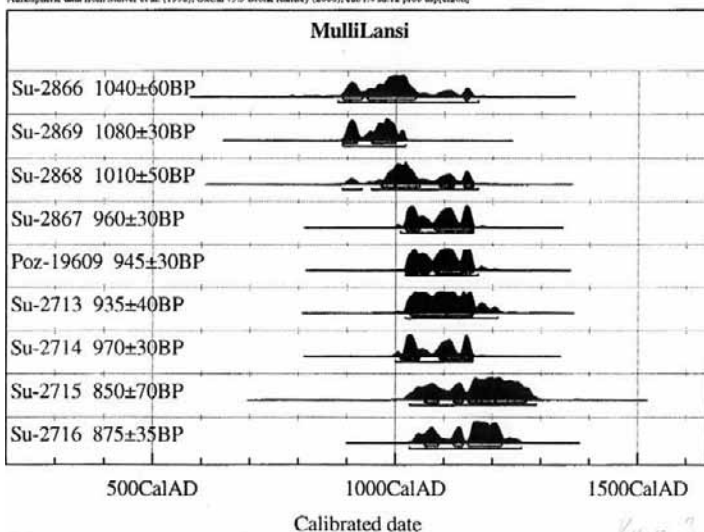 MulliLansi
Su-2866 1040±60BP
Su-2869 1080±30BP
Su-2868 1010±50BP
Su-2867 960±30BP
Poz-19609 945±30BP
Su-2713 935±40BP
Su-2714 970±30BP
Su-2715 850±70BP
Su-2716 875±35BP
500CalAD 1000CalAD 1500CalAD
Calibrated date